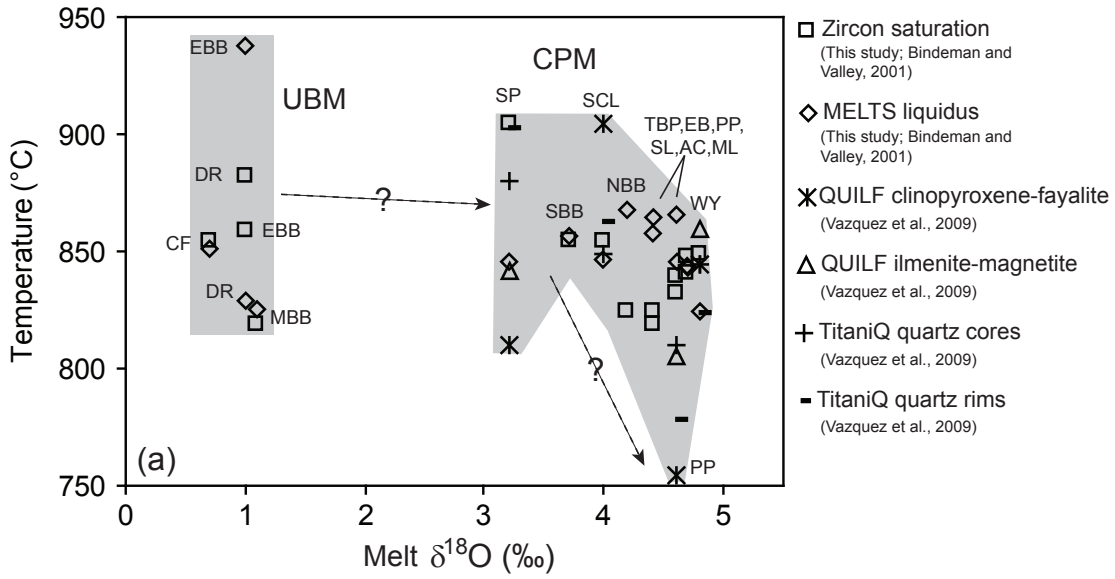 950
900
850
800
750
Temperature (°C)
0
1
2
3
4
5
Melt δ¹⁸O (‰)
(a)
UBM
CPM
EBB
DR
EBB
CF
DR
MBB
?
SP
SCL
TBP,EB,PP,
SL,AC,ML
NBB
SBB
WY
?
PP
Zircon saturation
(This study; Bindeman and
Valley, 2001)
MELTS liquidus
(This study; Bindeman and
Valley, 2001)
QUILF clinopyroxene-fayalite
(Vazquez et al., 2009)
QUILF ilmenite-magnetite
(Vazquez et al., 2009)
TitaniQ quartz cores
(Vazquez et al., 2009)
TitaniQ quartz rims
(Vazquez et al., 2009)